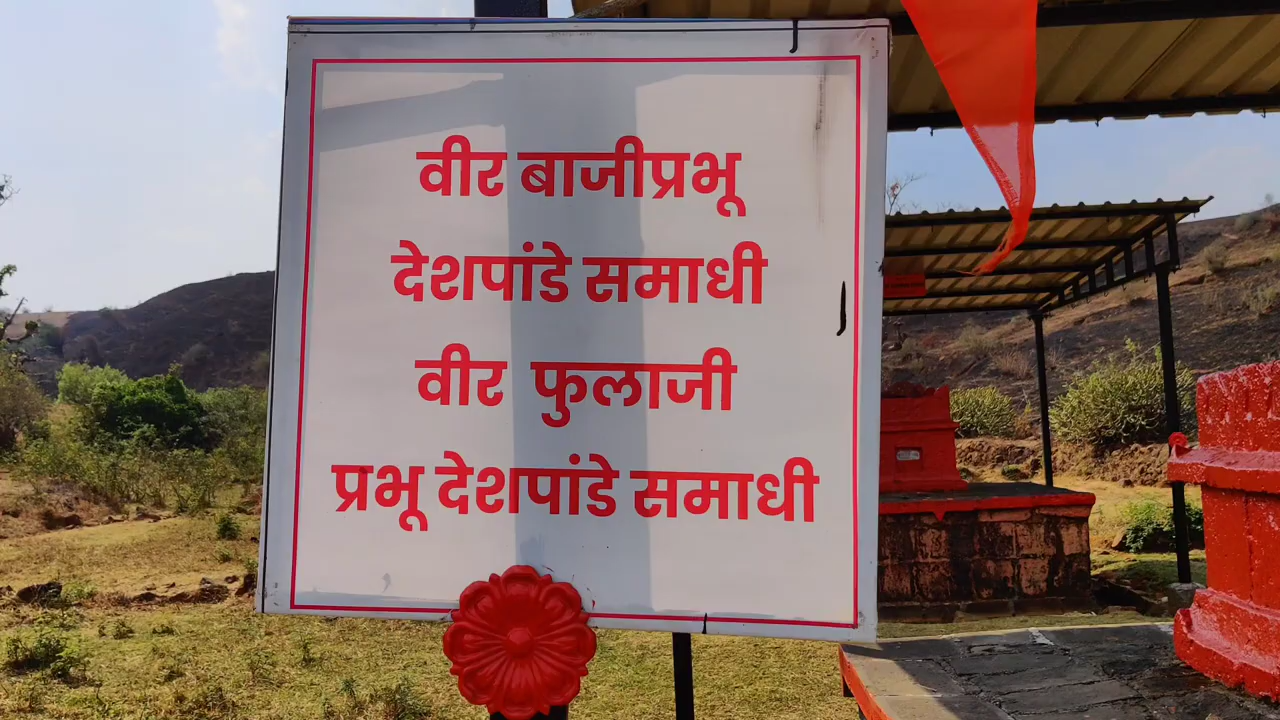 वीर बाजीप्रभू
देशपांडे समाधी
वीर फुलाजी
प्रभू देशपांडे समाधी